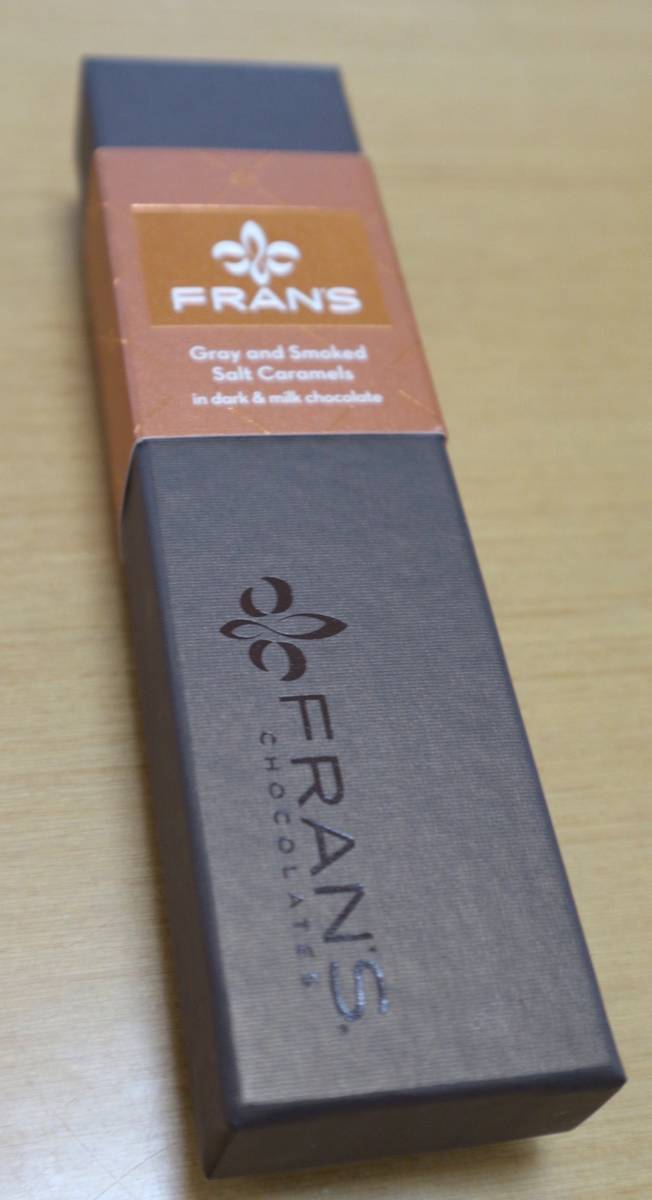 FRAN'S
Gray and Smoked
Salt Caramels
in dark & milk chocolate
FRAN'S
CHOCOLATES